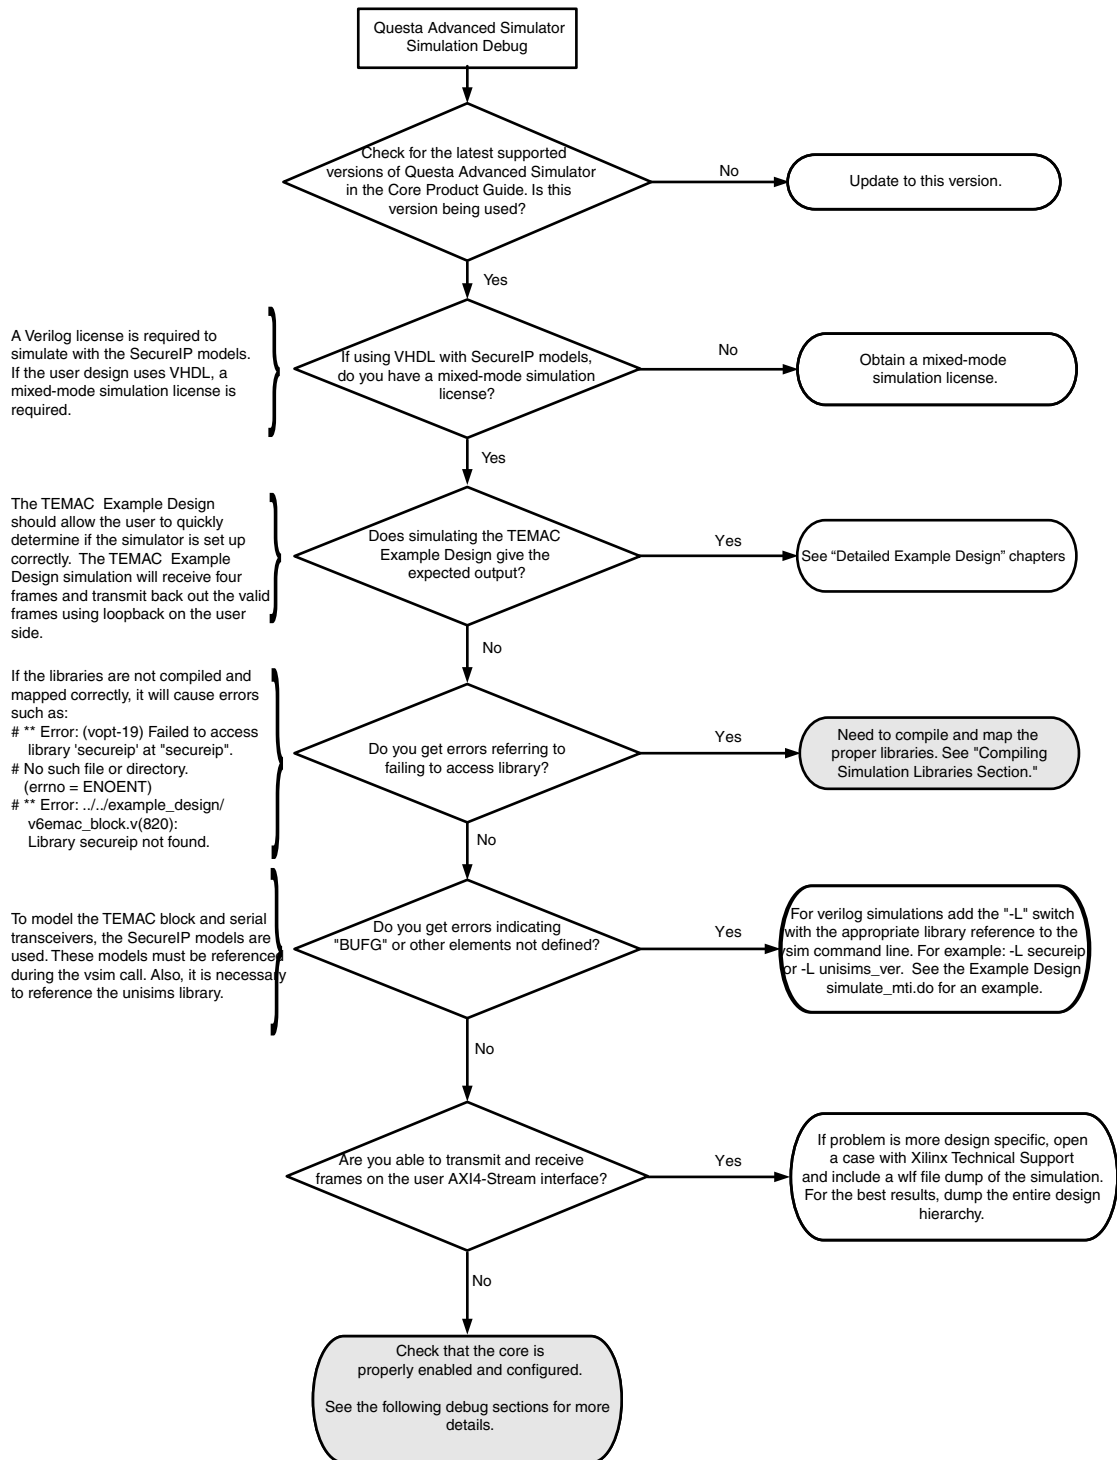 Questa Advanced Simulator
Simulation Debug
Check for the latest supported
versions of Questa Advanced Simulator
in the Core Product Guide. Is this
version being used?
No
Update to this version.
Yes
A Verilog license is required to
simulate with the SecureIP models.
If the user design uses VHDL, a
mixed-mode simulation license is
required.
If using VHDL with SecureIP models,
do you have a mixed-mode simulation
license?
No
Obtain a mixed-mode
simulation license.
Yes
The TEMAC Example Design
should allow the user to quickly
determine if the simulator is set up
correctly. The TEMAC Example
Design simulation will receive four
frames and transmit back out the valid
frames using loopback on the user
side.
Does simulating the TEMAC
Example Design give the
expected output?
Yes
See “Detailed Example Design” chapters
No
If the libraries are not compiled and
mapped correctly, it will cause errors
such as:
# ** Error: (vopt-19) Failed to access
library 'secureip' at "secureip".
# No such file or directory.
(errno = ENOENT)
# ** Error: ../../example_design/
v6emac_block.v(820):
Library secureip not found.
Do you get errors referring to
failing to access library?
Yes
Need to compile and map the
proper libraries. See "Compiling
Simulation Libraries Section."
No
To model the TEMAC block and serial
transceivers, the SecureIP models are
used. These models must be referenced
during the vsim call. Also, it is necessary
to reference the unisims library.
Do you get errors indicating
"BUFG" or other elements not defined?
Yes
For verilog simulations add the "-L" switch
with the appropriate library reference to the
vsim command line. For example: -L secureip
or -L unisims_ver. See the Example Design
simulate_mti.do for an example.
No
Are you able to transmit and receive
frames on the user AXI4-Stream interface?
Yes
If problem is more design specific, open
a case with Xilinx Technical Support
and include a wlf file dump of the simulation.
For the best results, dump the entire design
hierarchy.
No
Check that the core is
properly enabled and configured.
See the following debug sections for more
details.